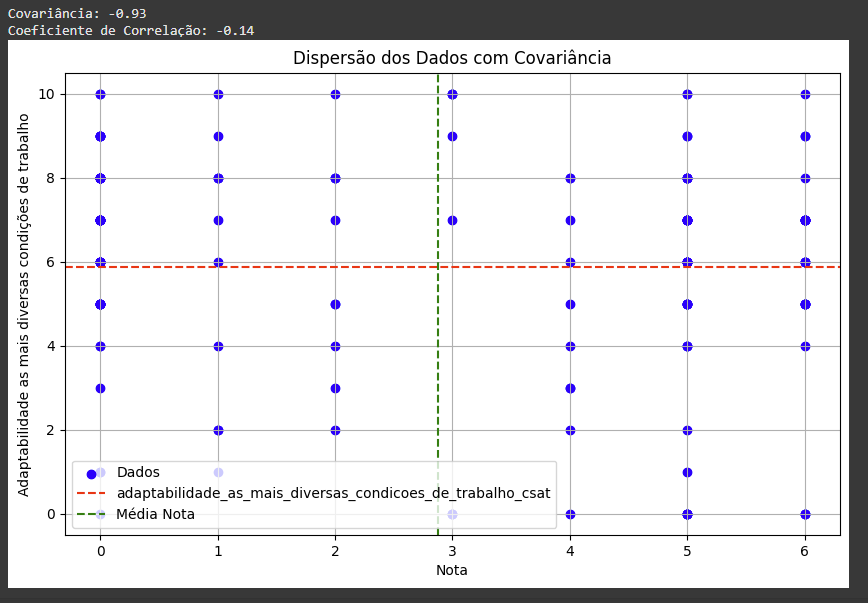 Covariância: -0.93
Coeficiente de Correlação: -0.14
Dispersão dos Dados com Covariância
Adaptabilidade as mais diversas condições de trabalho
10
8
6
4
2
0
Dados
adaptabilidade_as_mais_diversas_condicoes_de_trabalho_csat
Média Nota
0 1 2 3 4 5 6
Nota